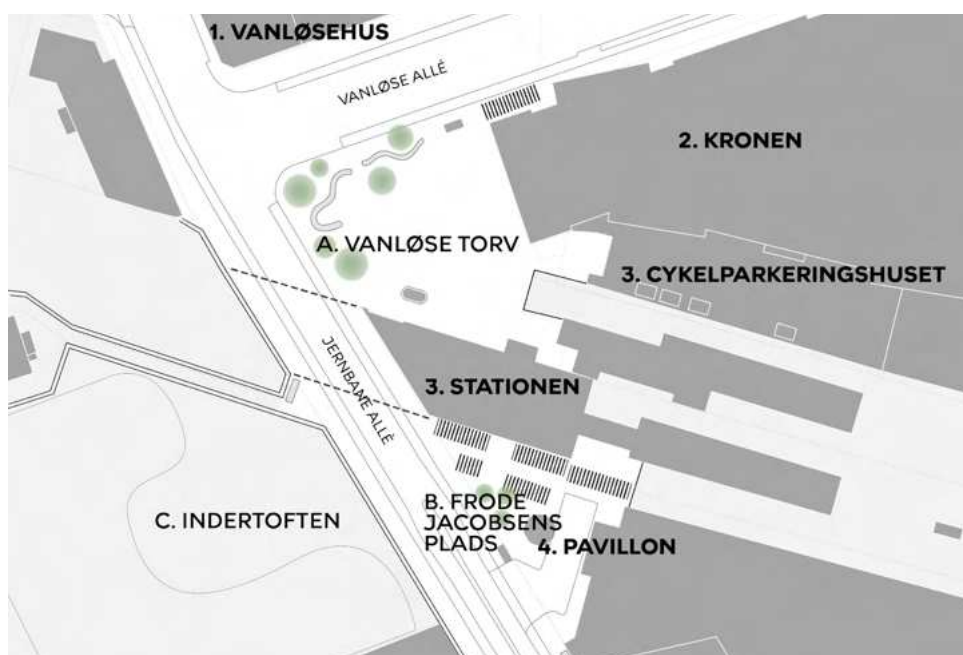 1. VANLØSEHUS
VANLØSE ALLÉ
2. KRONEN
A. VANLØSE TORV
3. CYKELPARKERINGSHUSET
JERNBANE ALLÉ
3. STATIONEN
B. FRODE
JACOBSENS
PLADS
C. INDERTOFTEN
4. PAVILLON